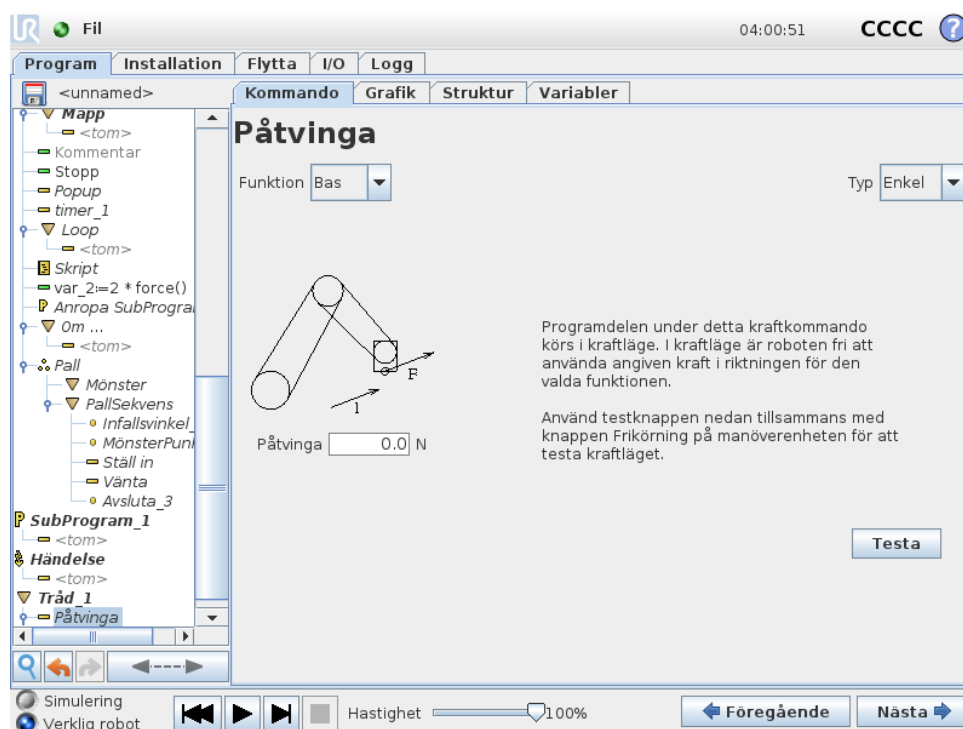 UR Fil 04:00:51 CCCC ?
Program Installation Flytta I/O Logg
<unnamed>
Kommando Grafik Struktur Variabler
Mapp
<tom>
Kommentar
Stopp
Popup
timer_1
Loop
<tom>
Skript
var_2:=2 * force()
Anropa SubProgra
Om ...
<tom>
Pall
Mönster
PallSekvens
Infallsvinkel_
MönsterPunl
Ställ in
Vänta
Avsluta_3
SubProgram_1
<tom>
Händelse
<tom>
Tråd_1
Påtvinga
Påtvinga
Funktion Bas
Typ Enkel
F
l
Påtvinga 0.0 N
Programdelen under detta kraftkommando
körs i kraftläge. I kraftläge är roboten fri att
använda angiven kraft i riktningen för den
valda funktionen.
Använd testknappen nedan tillsammans med
knappen Frikörning på manöverenheten för att
testa kraftläget.
Testa
Simulering
Verklig robot
Hastighet 100%
Föregående
Nästa